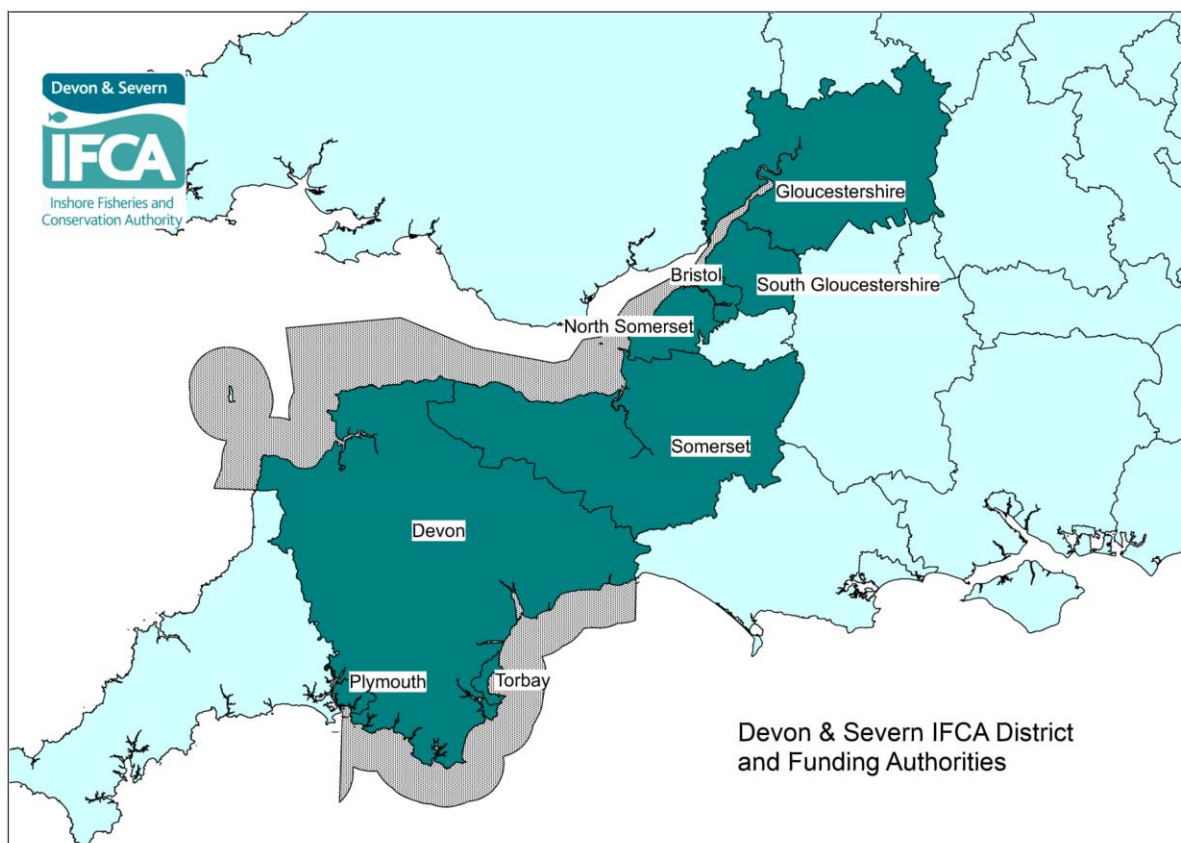 Devon & Severn
IFCA
Inshore Fisheries and
Conservation Authority
Gloucestershire
Bristol
South Gloucestershire
North Somerset
Somerset
Devon
Plymouth
Torbay
Devon & Severn IFCA District
and Funding Authorities